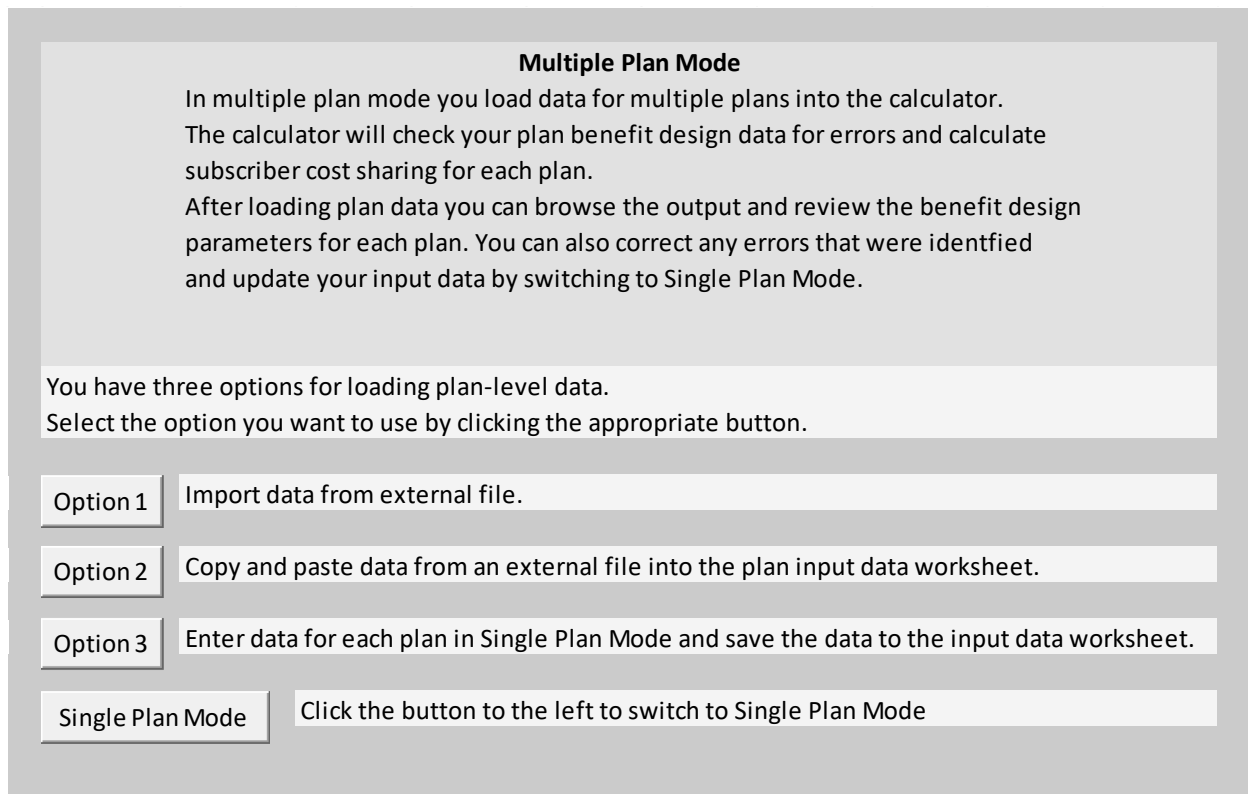 Multiple Plan Mode
In multiple plan mode you load data for multiple plans into the calculator.
The calculator will check your plan benefit design data for errors and calculate
subscriber cost sharing for each plan.
After loading plan data you can browse the output and review the benefit design
parameters for each plan. You can also correct any errors that were identfied
and update your input data by switching to Single Plan Mode.
You have three options for loading plan-level data.
Select the option you want to use by clicking the appropriate button.
Option 1 Import data from external file.
Option 2 Copy and paste data from an external file into the plan input data worksheet.
Option 3 Enter data for each plan in Single Plan Mode and save the data to the input data worksheet.
Single Plan Mode Click the button to the left to switch to Single Plan Mode